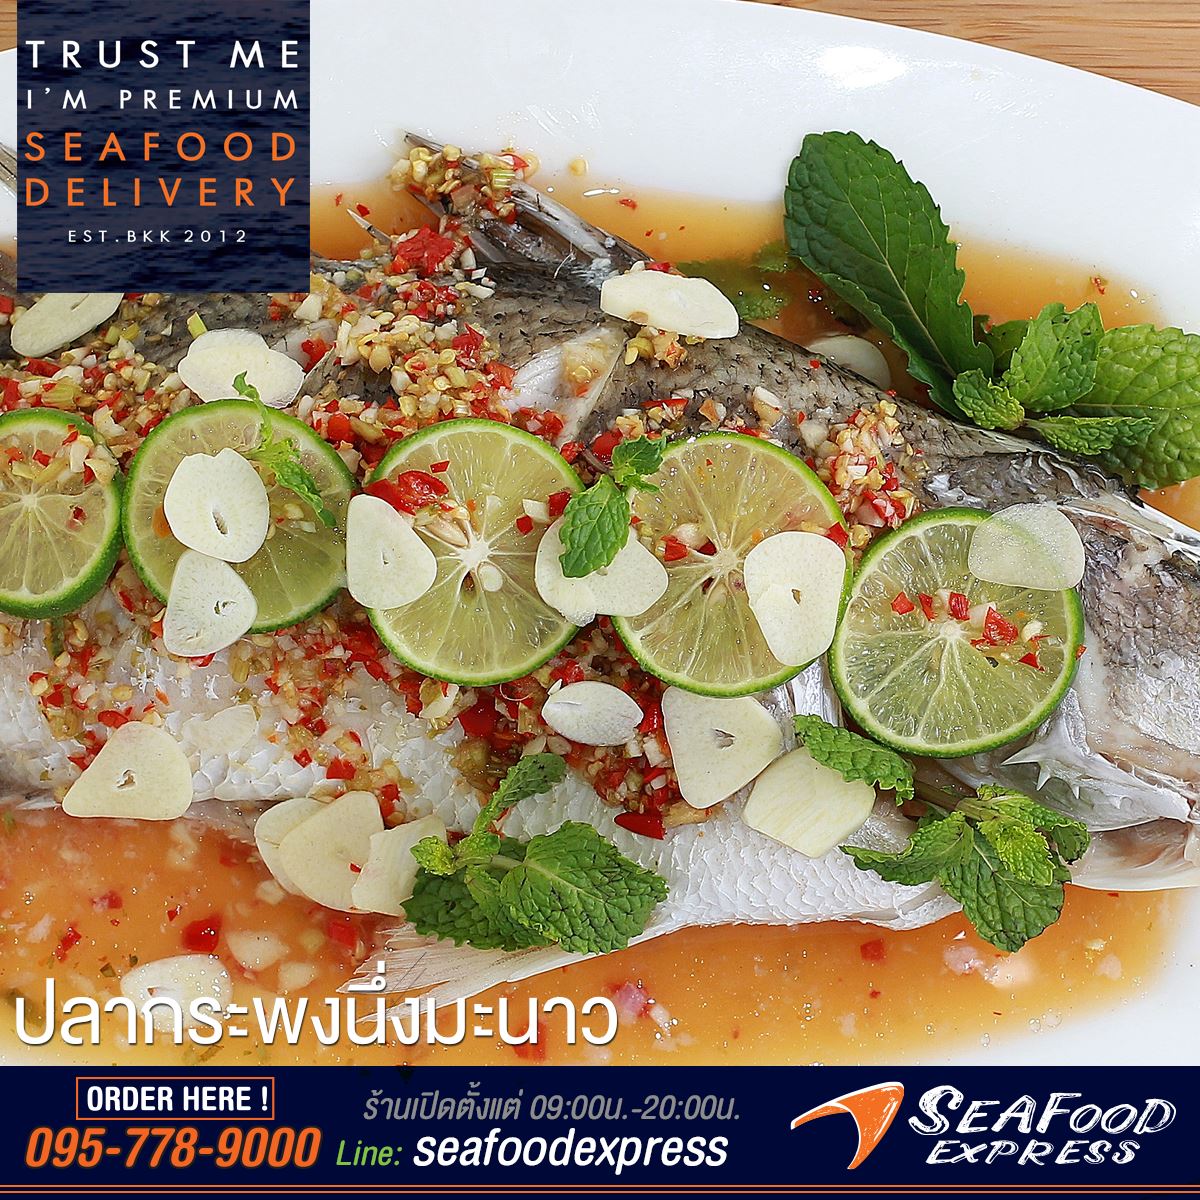 TRUST ME
I'M PREMIUM
SEAFOOD
DELIVERY
EST.BKK 2012
ปลากระพงนึ่งมะนาว
ORDER HERE !
095-778-9000
ร้านเปิดตั้งแต่ 09:00น.-20:00น.
Line: seafoodexpress
SEAFOOD
EXPRESS